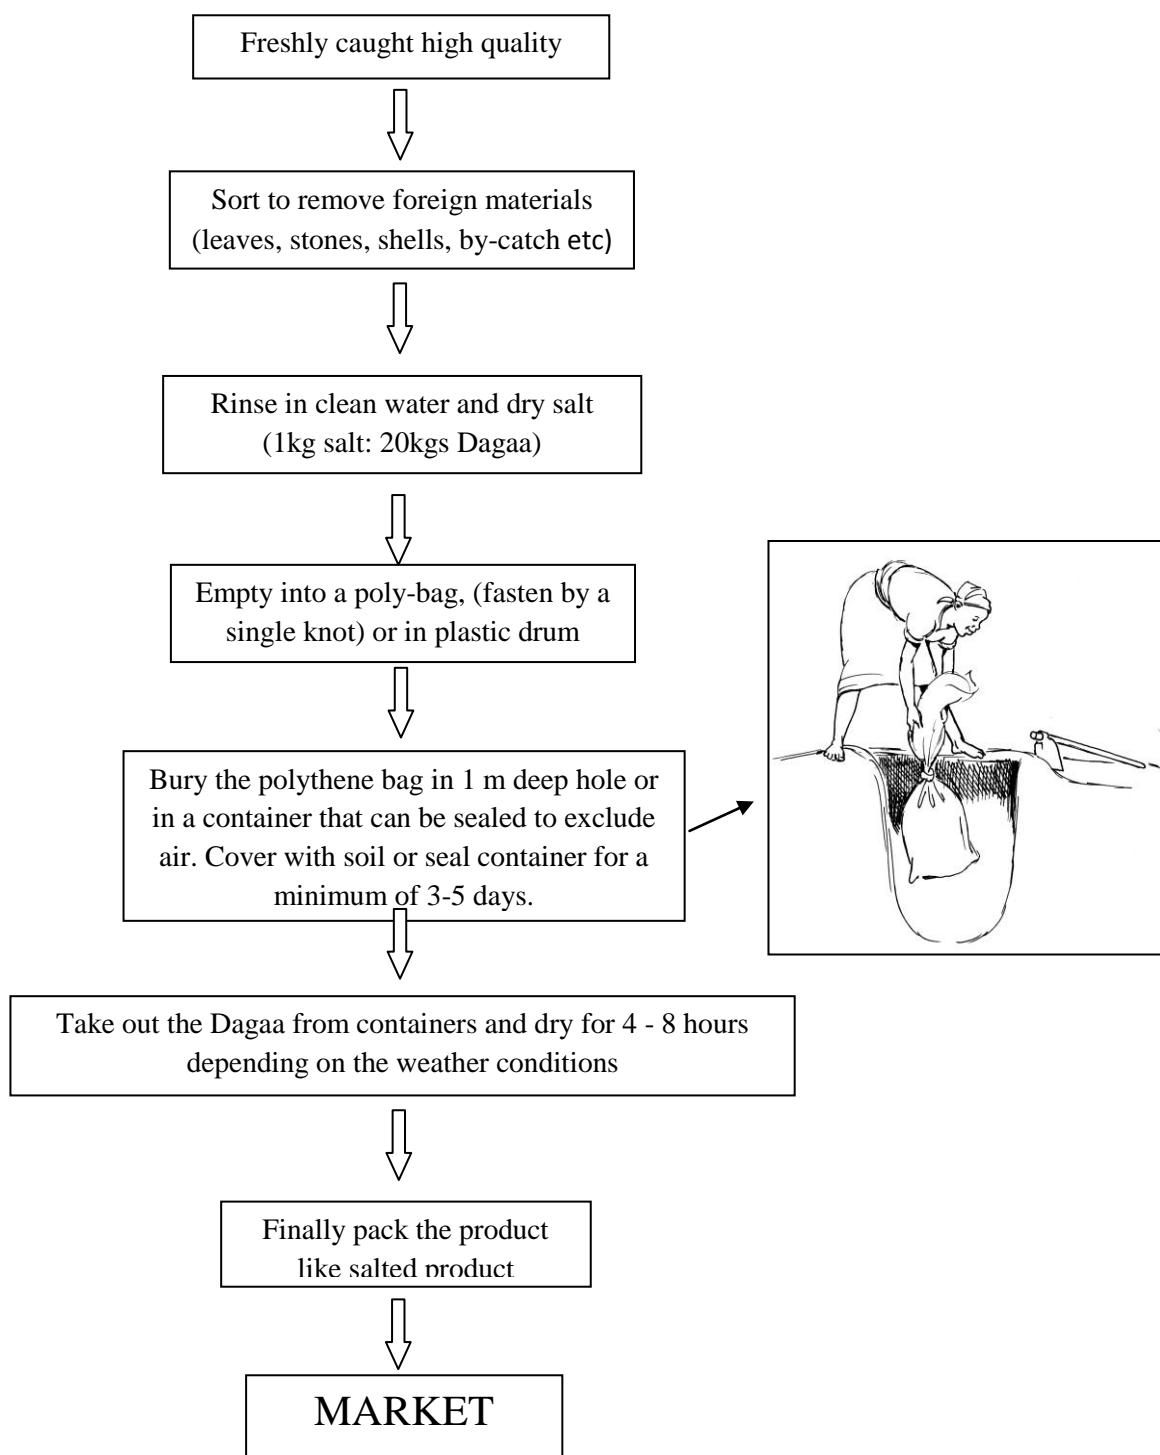 Freshly caught high quality
Sort to remove foreign materials
(leaves, stones, shells, by-catch etc)
Rinse in clean water and dry salt
(1kg salt: 20kgs Dagaa)
Empty into a poly-bag, (fasten by a
single knot) or in plastic drum
Bury the polythene bag in 1 m deep hole or
in a container that can be sealed to exclude
air. Cover with soil or seal container for a
minimum of 3-5 days.
Take out the Dagaa from containers and dry for 4 - 8 hours
depending on the weather conditions
Finally pack the product
like salted product
MARKET